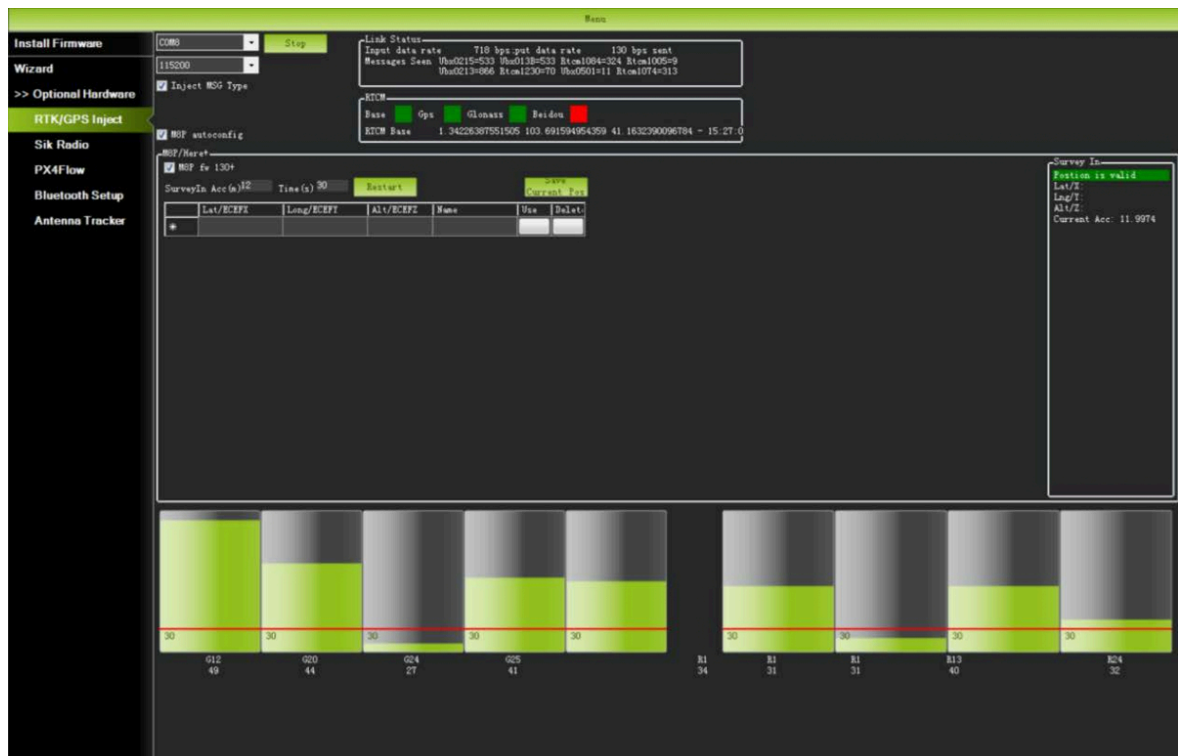 Menu
Install Firmware
Wizard
>> Optional Hardware
RTK/GPS Inject
Sik Radio
PX4Flow
Bluetooth Setup
Antenna Tracker
COM8
Stop
115200
Inject MSG Type
M8P autoconfig
Link Status
Input data rate 718 bps:put data rate 130 bps sent
Messages Seen Ubx0215=533 Ubx013B=533 Rtcm1084=324 Rtcm1005=9
Ubx0213=866 Rtcm1230=70 Ubx0501=11 Rtcm1074=313
RTCM
Base Gps Glonass Beidou
RTCM Base 1.34226387551505 103.691594954359 41.1632390096784 - 15:27:0
M8P/Here+
M8P fw 130+
SurveyIn Acc(m) 12 Time(s) 30 Restart
Save
Current Pos
Lat/ECEFX Long/ECEFY Alt/ECEFZ Name Use Delet
Survey In
Postion is valid
Lat/X:
Lng/Y:
Alt/Z:
Current Acc: 11.9974
30 30 30 30 30 30 30 30 30
G12 G20 G24 G25 R1 R1 R1 R13 R24
49 44 27 41 34 31 31 40 32